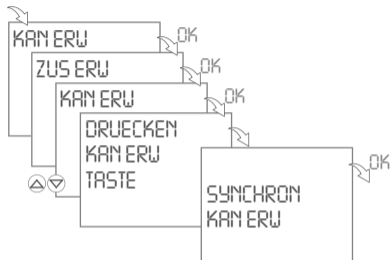 KAN ERW
OK
ZUS ERW
OK
KAN ERW
OK
DRUECKEN
KAN ERW
TASTE
OK
SYNCHRON
KAN ERW